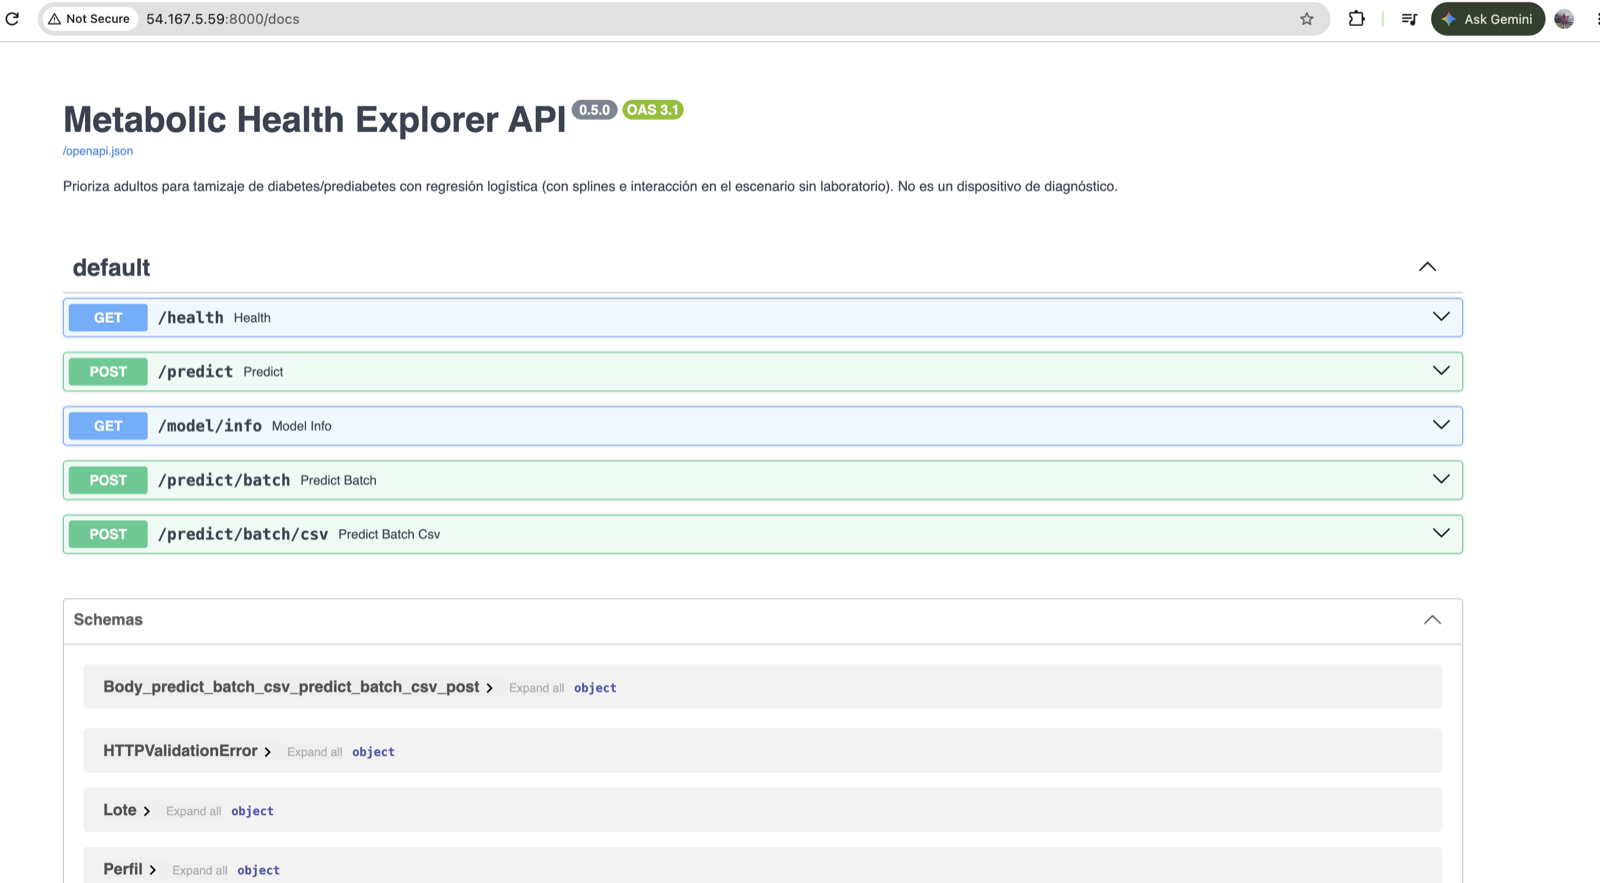 Not Secure 54.167.5.59:8000/docs Ask Gemini
Metabolic Health Explorer API 0.5.0 OAS 3.1
/openapi.json
Prioriza adultos para tamizaje de diabetes/prediabetes con regresión logística (con splines e interacción en el escenario sin laboratorio). No es un dispositivo de diagnóstico.
default
GET /health Health
POST /predict Predict
GET /model/info Model Info
POST /predict/batch Predict Batch
POST /predict/batch/csv Predict Batch Csv
Schemas
Body_predict_batch_csv_predict_batch_csv_post Expand all object
HTTPValidationError Expand all object
Lote Expand all object
Perfil Expand all object